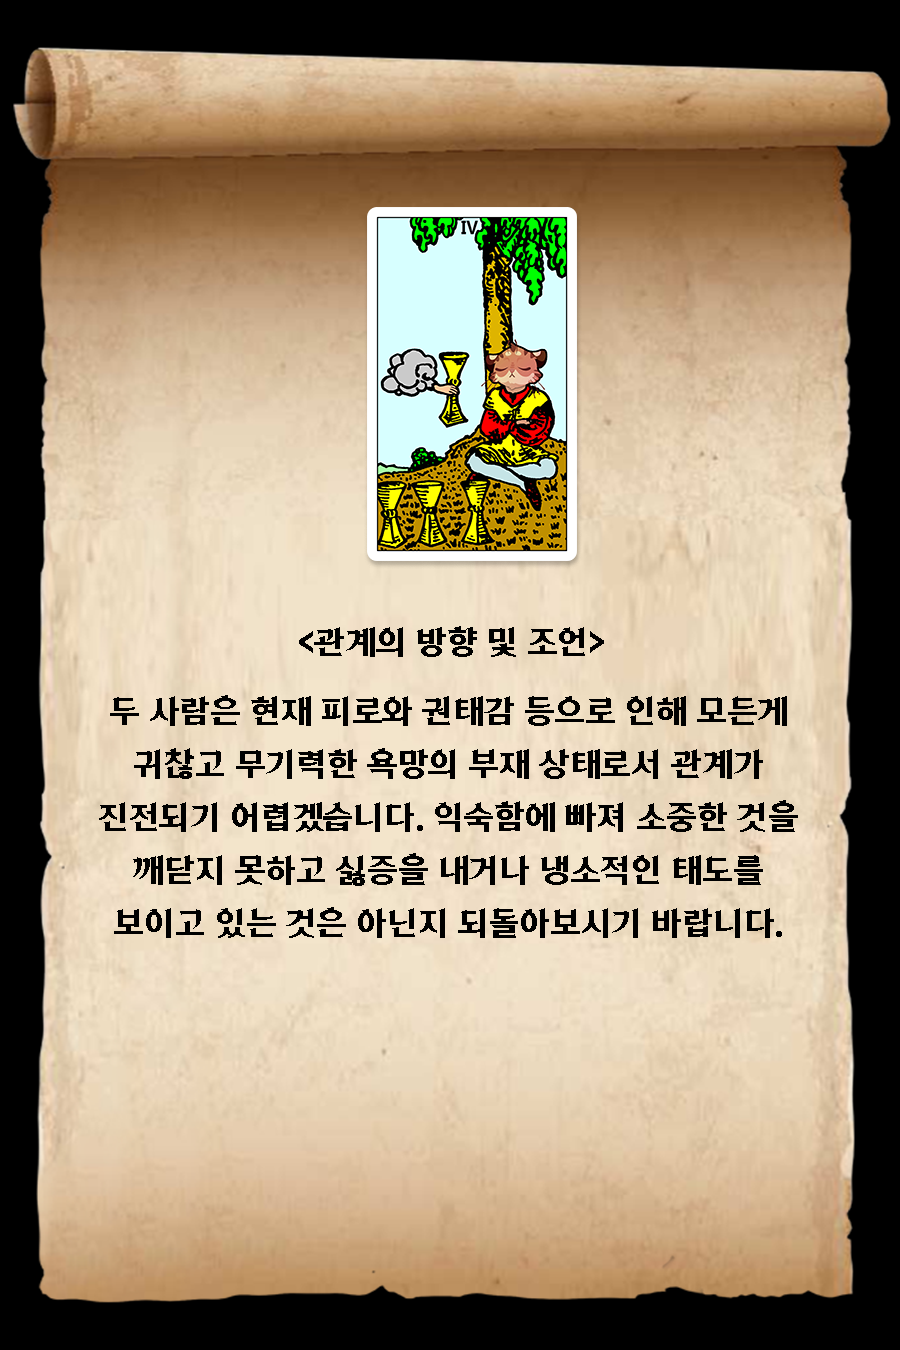 IV
<관계의 방향 및 조언>
두 사람은 현재 피로와 권태감 등으로 인해 모든게
귀찮고 무기력한 욕망의 부재 상태로서 관계가
진전되기 어렵겠습니다. 익숙함에 빠져 소중한 것을
깨닫지 못하고 싫증을 내거나 냉소적인 태도를
보이고 있는 것은 아닌지 되돌아보시기 바랍니다.